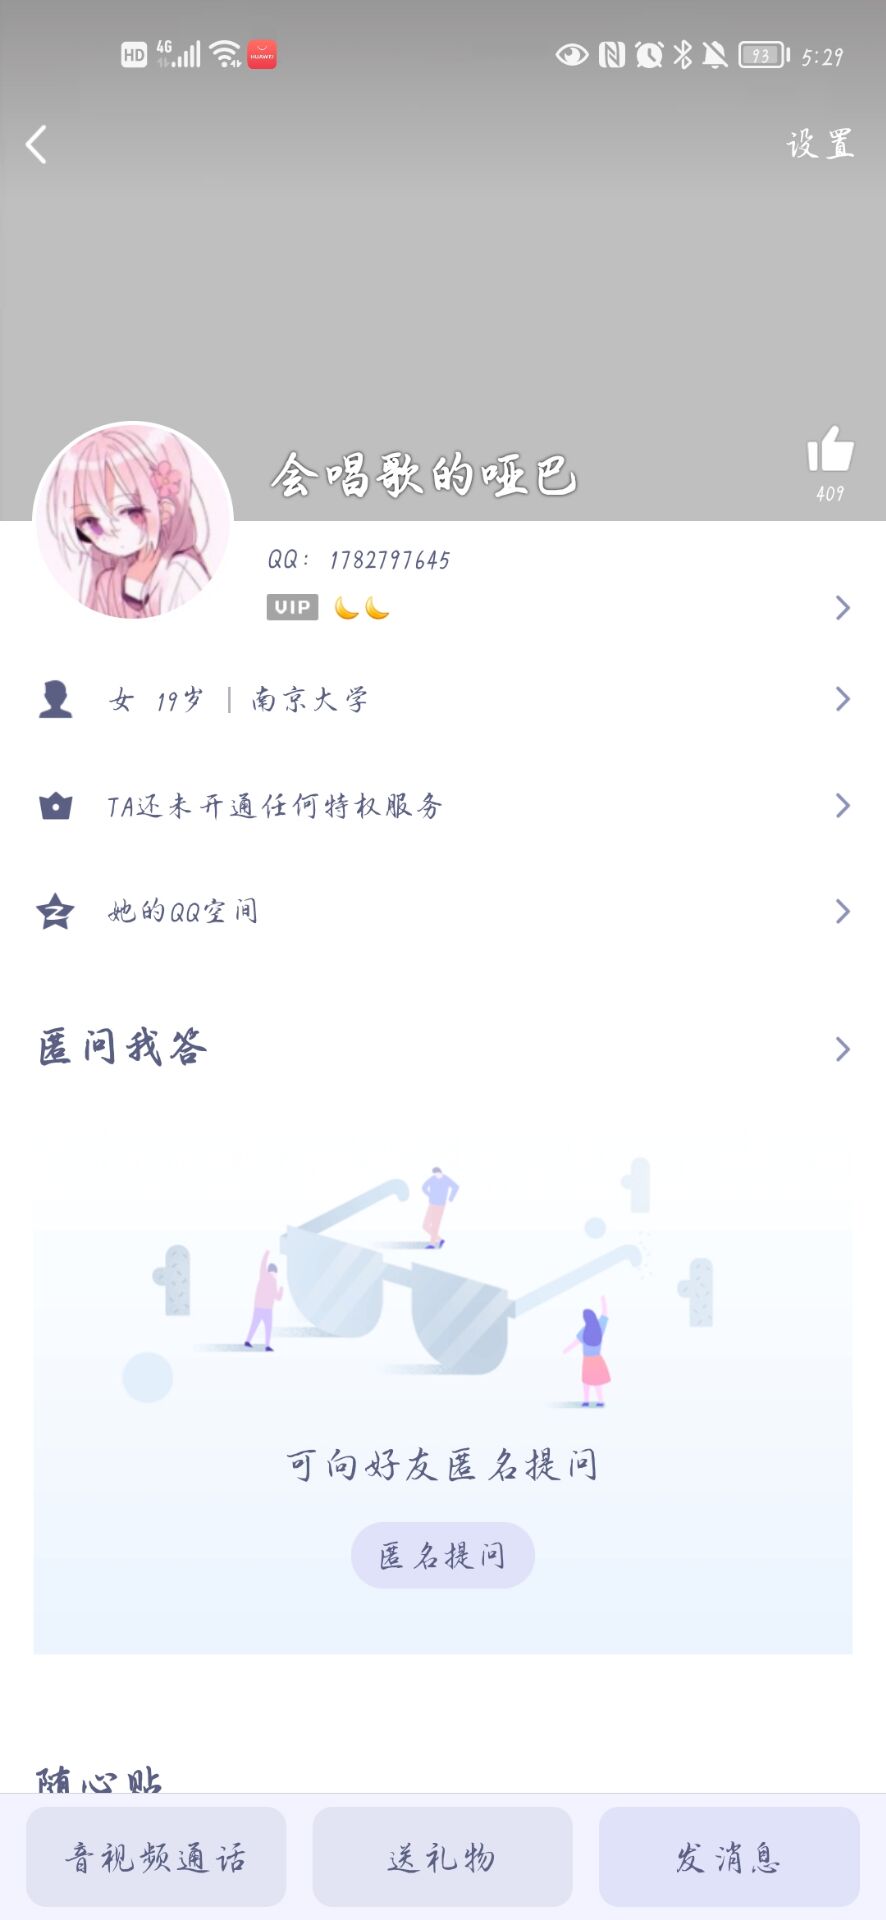 HD 4G HUAWEI 93 5:29
设置
会唱歌的哑巴
409
QQ: 1782797645
VIP
女 19岁 | 南京大学
TA还未开通任何特权服务
她的QQ空间
匿问我答
可向好友匿名提问
匿名提问
随心贴
音视频通话 送礼物 发消息